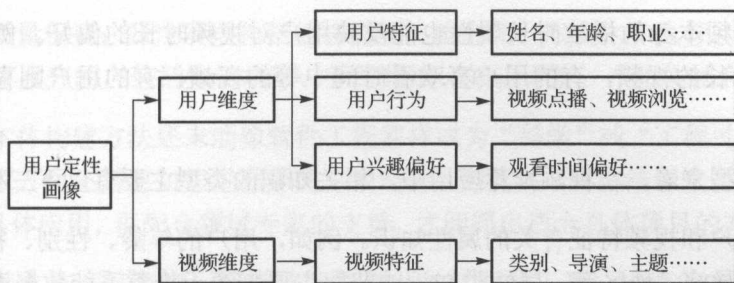 用户特征
姓名、年龄、职业……
用户定性
画像
用户维度
用户行为
视频点播、视频浏览……
用户兴趣偏好
观看时间偏好……
视频维度
视频特征
类别、导演、主题……